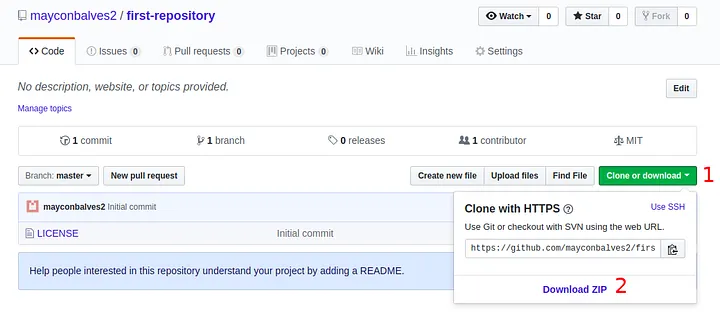 mayconbalves2 / first-repository
Watch 0 Star 0 Fork 0
Code Issues 0 Pull requests 0 Projects 0 Wiki Insights Settings
No description, website, or topics provided. Edit
Manage topics
1 commit 1 branch 0 releases 1 contributor MIT
Branch: master New pull request Create new file Upload files Find File Clone or download 1
mayconbalves2 Initial commit
LICENSE Initial commit
Help people interested in this repository understand your project by adding a README.
Clone with HTTPS ? Use SSH
Use Git or checkout with SVN using the web URL.
https://github.com/mayconbalves2/firs
Download ZIP 2